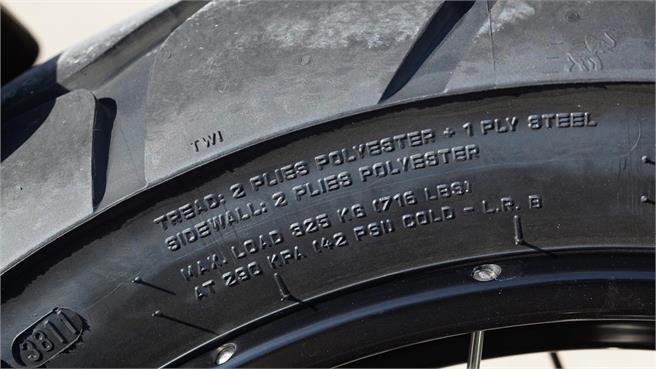 TWI
TREAD: 2 PLIES POLYESTER + 1 PLY STEEL
SIDEWALL: 2 PLIES POLYESTER
MAX. LOAD 325 KG (716 LBS)
AT 290 KPA (42 PSI) COLD - L.R. B
3811